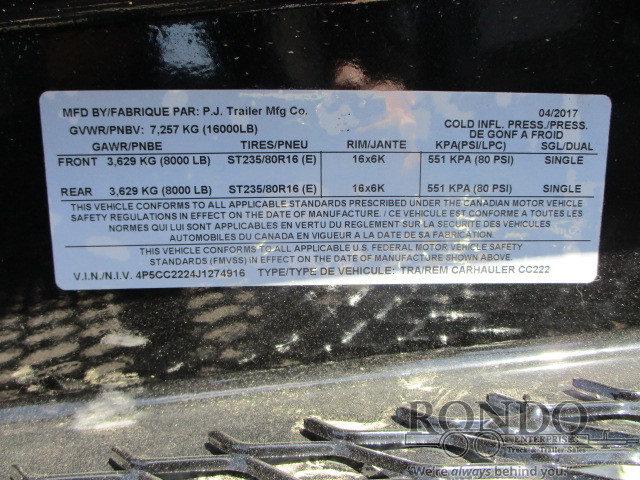 MFD BY/FABRIQUE PAR: P.J. Trailer Mfg Co. 04/2017
GVWR/PNBV: 7,257 KG (16000LB) COLD INFL. PRESS./PRESS.
DE GONF A FROID
GAWR/PNBE TIRES/PNEU RIM/JANTE KPA(PSI/LPC) SGL/DUAL
FRONT 3,629 KG (8000 LB) ST235/80R16 (E) 16x6K 551 KPA (80 PSI) SINGLE
REAR 3,629 KG (8000 LB) ST235/80R16 (E) 16x6K 551 KPA (80 PSI) SINGLE
THIS VEHICLE CONFORMS TO ALL APPLICABLE STANDARDS PRESCRIBED UNDER THE CANADIAN MOTOR VEHICLE
SAFETY REGULATIONS IN EFFECT ON THE DATE OF MANUFACTURE. / CE VEHICULE EST CONFORME A TOUTES LES
NORMES QUI LUI SONT APPLICABLES EN VERTU DU REGLEMENT SUR LA SECURITE DES VEHICULES
AUTOMOBILES DU CANADA EN VIGUEUR A LA DATE DE SA FABRICATION.
THIS VEHICLE CONFORMS TO ALL APPLICABLE U.S. FEDERAL MOTOR VEHICLE SAFETY
STANDARDS (FMVSS) IN EFFECT ON THE DATE OF MANUFACTURE SHOWN ABOVE.
V.I.N./N.I.V. 4P5CC2224J1274916 TYPE/TYPE DE VEHICULE: TRA/REM CARHAULER CC222
RONDO
ENTERPRISES
Truck & Trailer Sales
"We're always behind you."